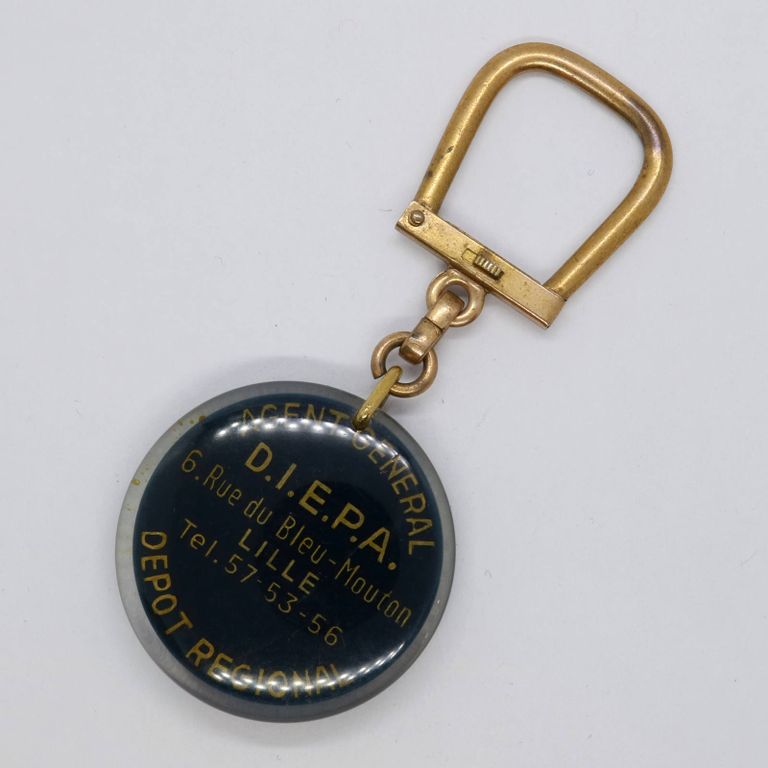 AGENT GENERAL
D.I.E.P.A.
6. Rue du Bleu-Mouton
LILLE
Tel. 57-53-56
DEPOT REGIONAL